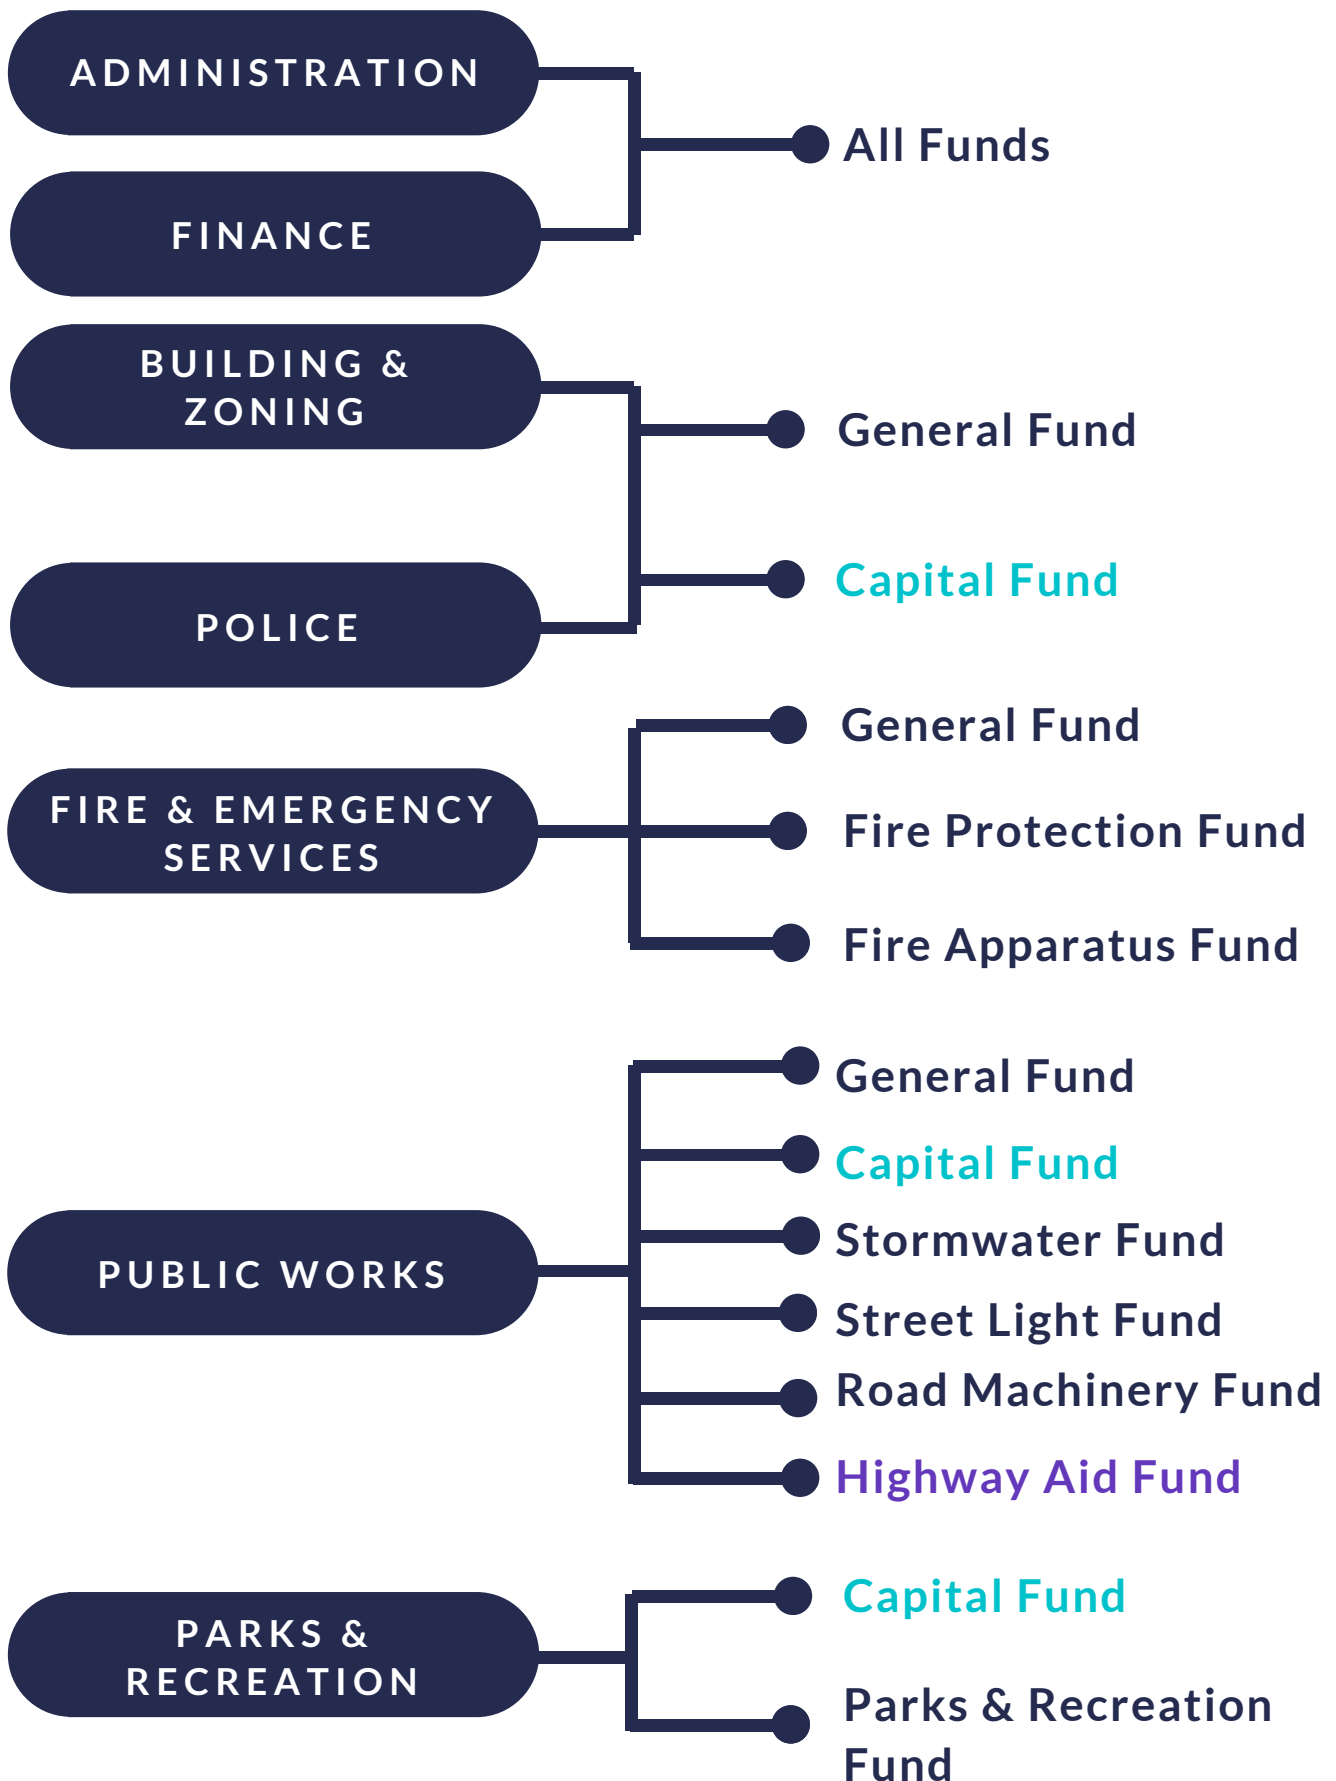 ADMINISTRATION
All Funds
FINANCE
BUILDING &
ZONING
General Fund
Capital Fund
POLICE
General Fund
FIRE & EMERGENCY
SERVICES
Fire Protection Fund
Fire Apparatus Fund
General Fund
Capital Fund
Stormwater Fund
PUBLIC WORKS
Street Light Fund
Road Machinery Fund
Highway Aid Fund
Capital Fund
PARKS &
RECREATION
Parks & Recreation
Fund